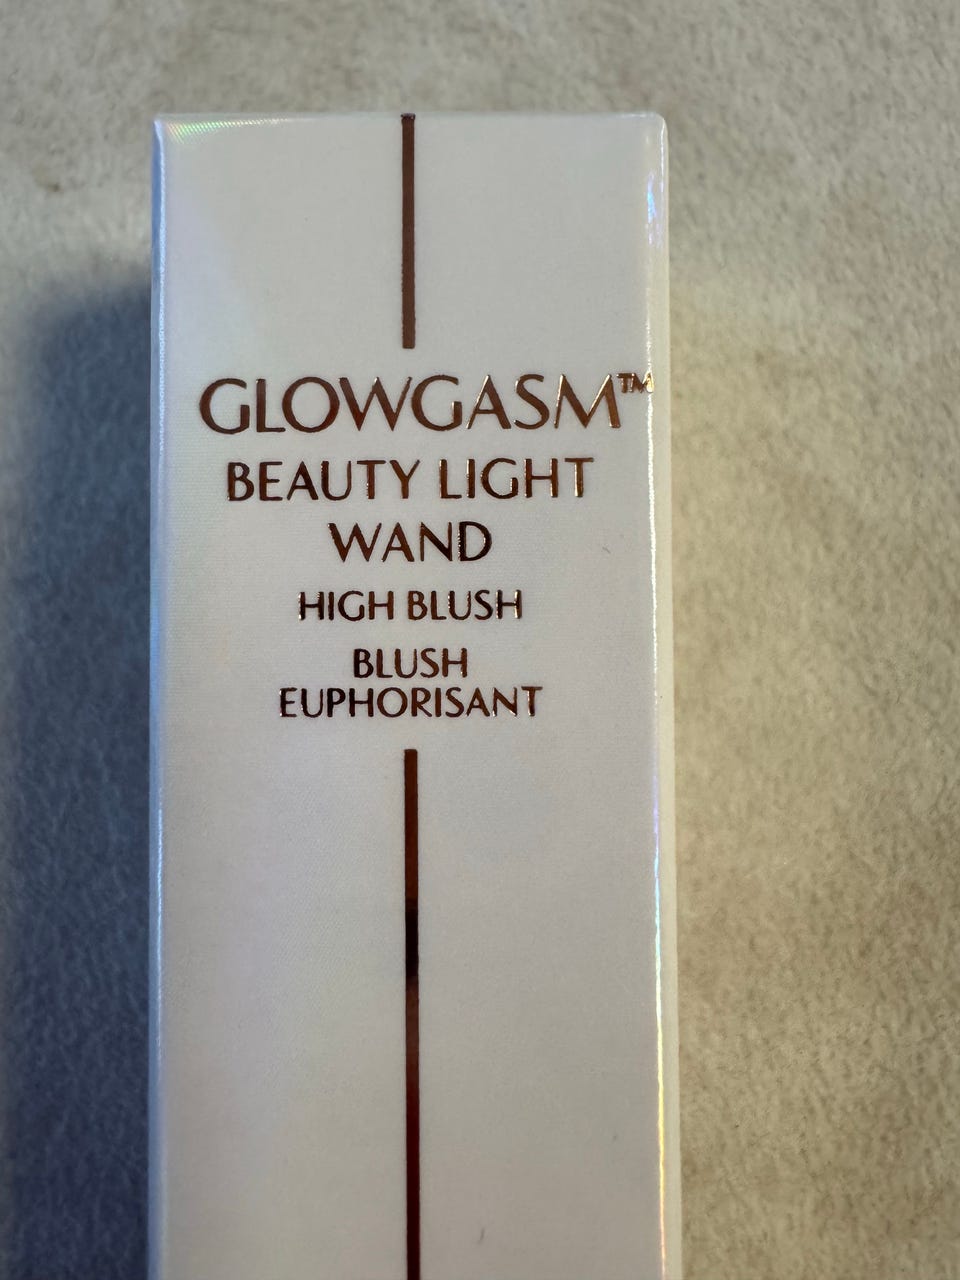 GLOWGASM™
BEAUTY LIGHT
WAND
HIGH BLUSH
BLUSH
EUPHORISANT